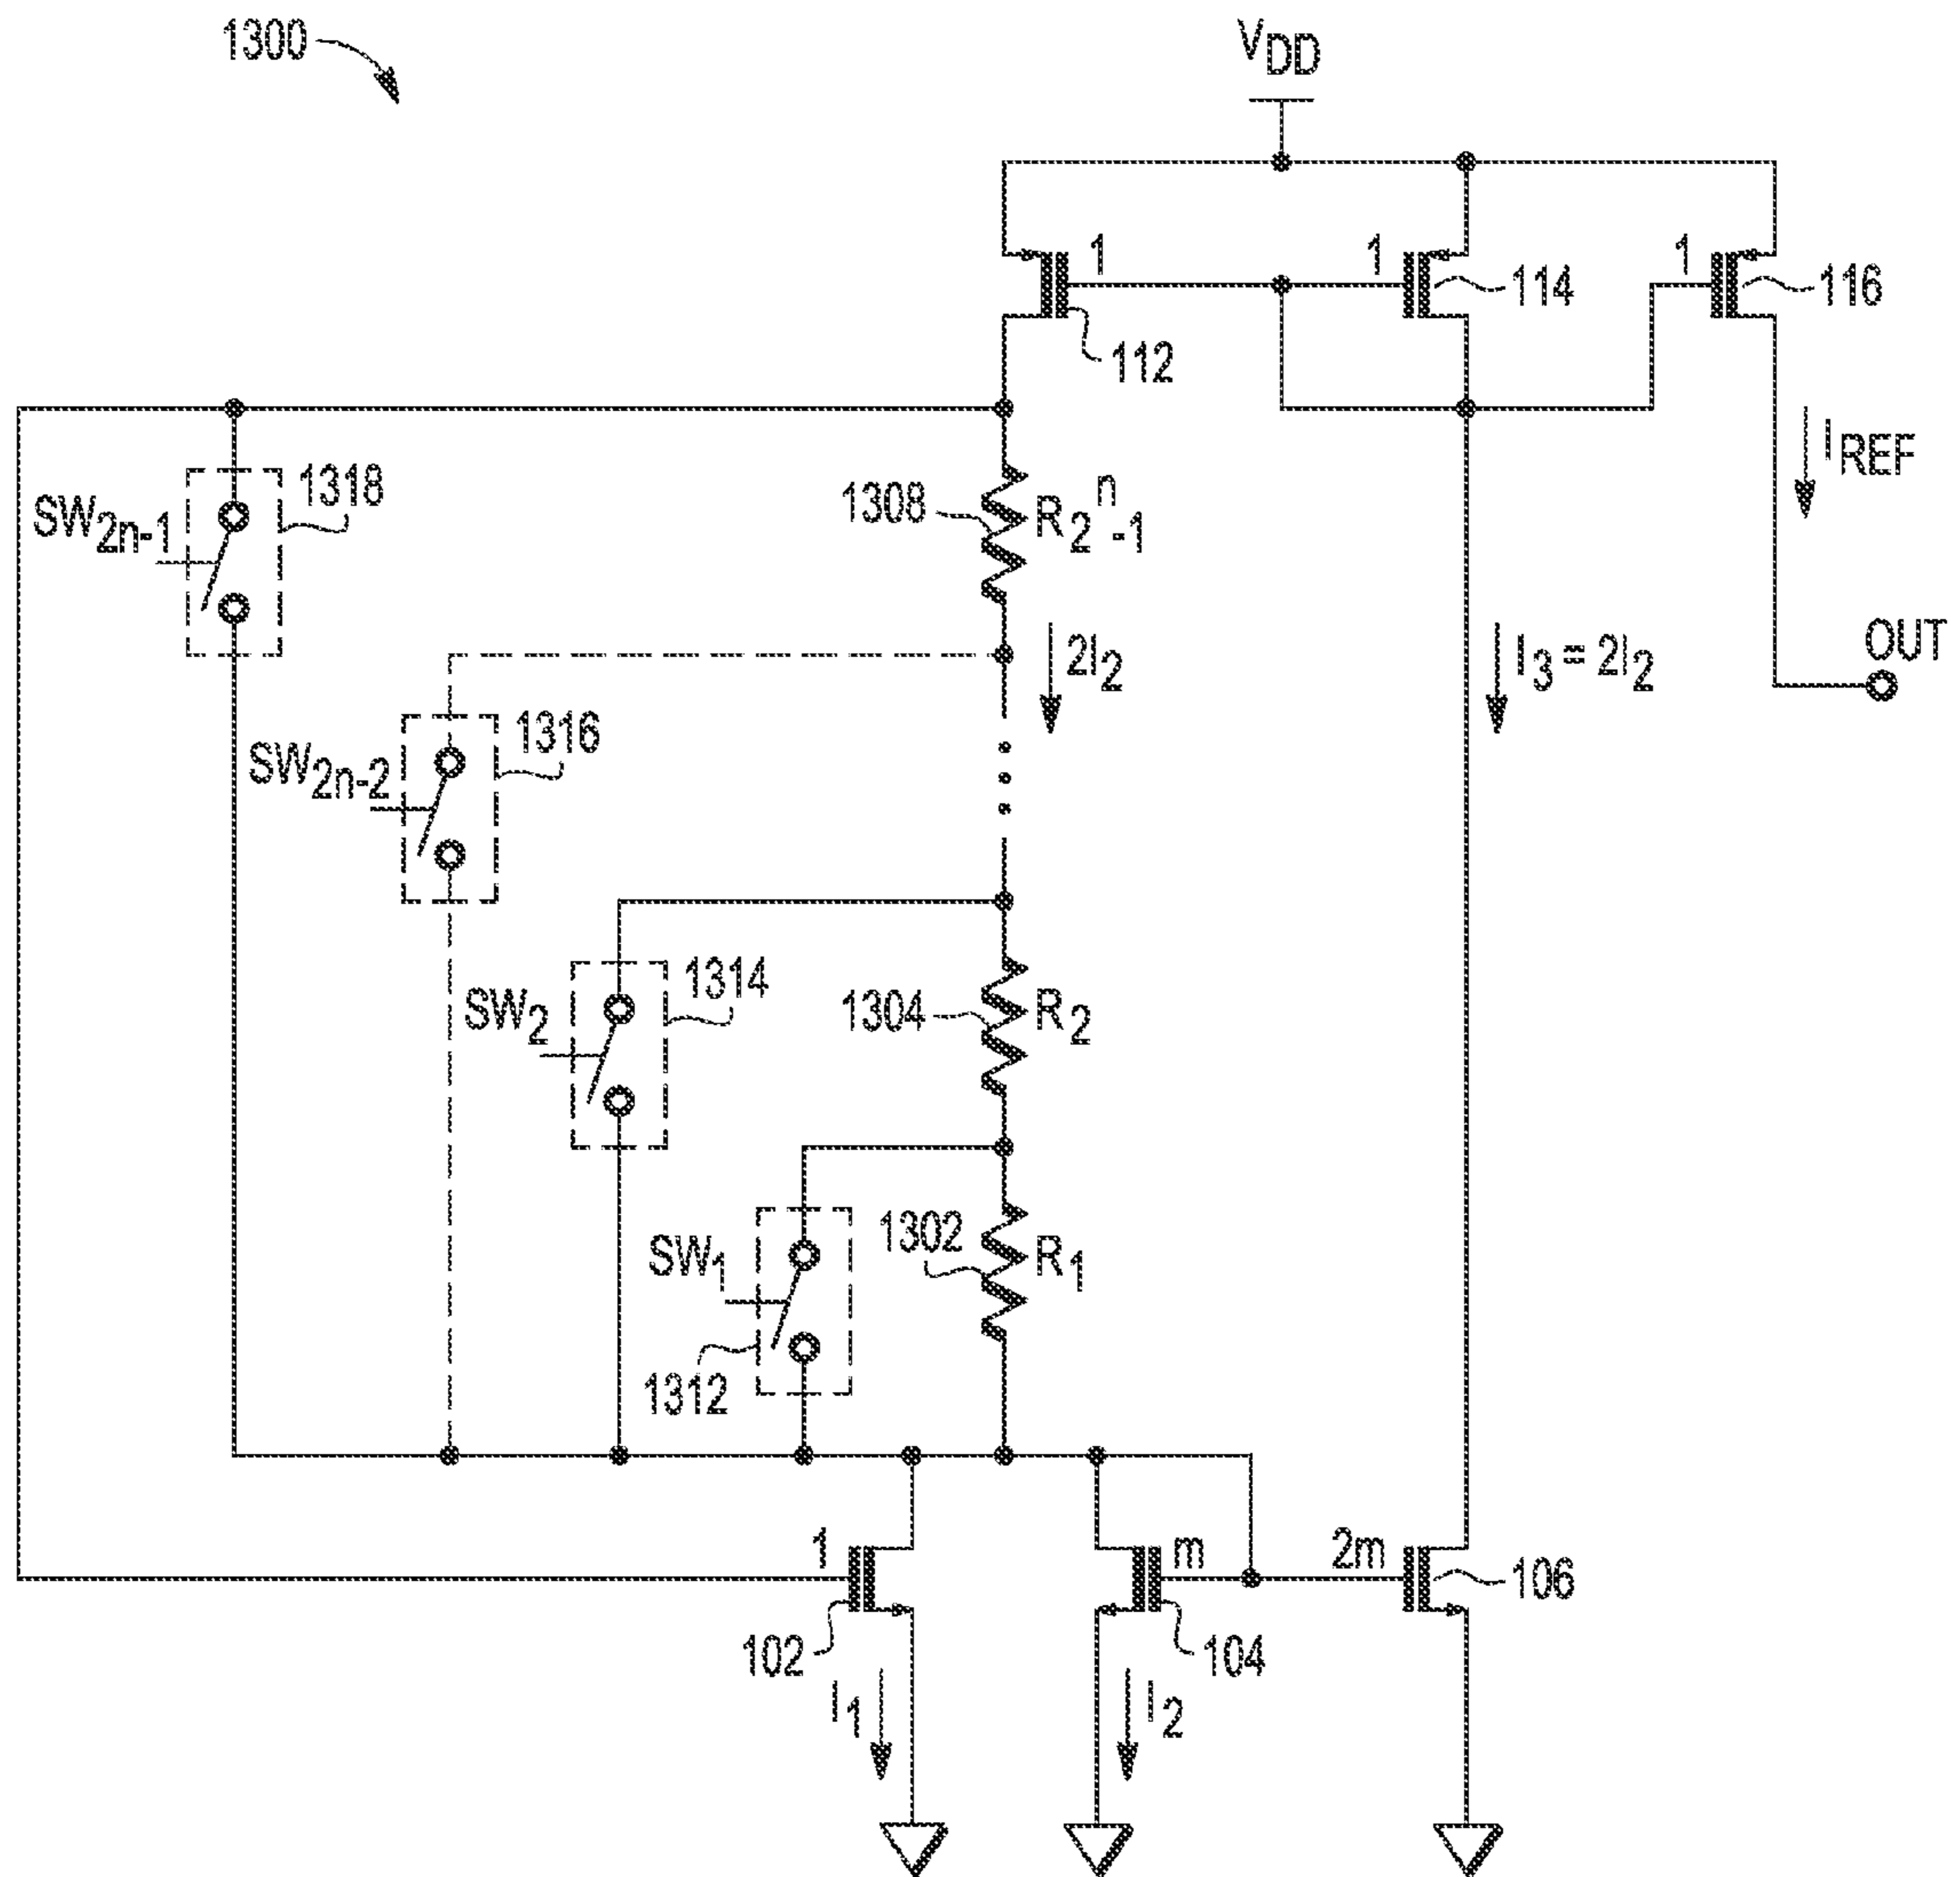 1300
VDD
1
1
114
1
116
112
IREF
1318
SW2n-1
1308
R2n-1
OUT
2I2
I3 = 2I2
1316
SW2n-2
1314
SW2
1304
R2
1302
SW1
R1
1312
1
m
2m
106
102
104
I1
I2